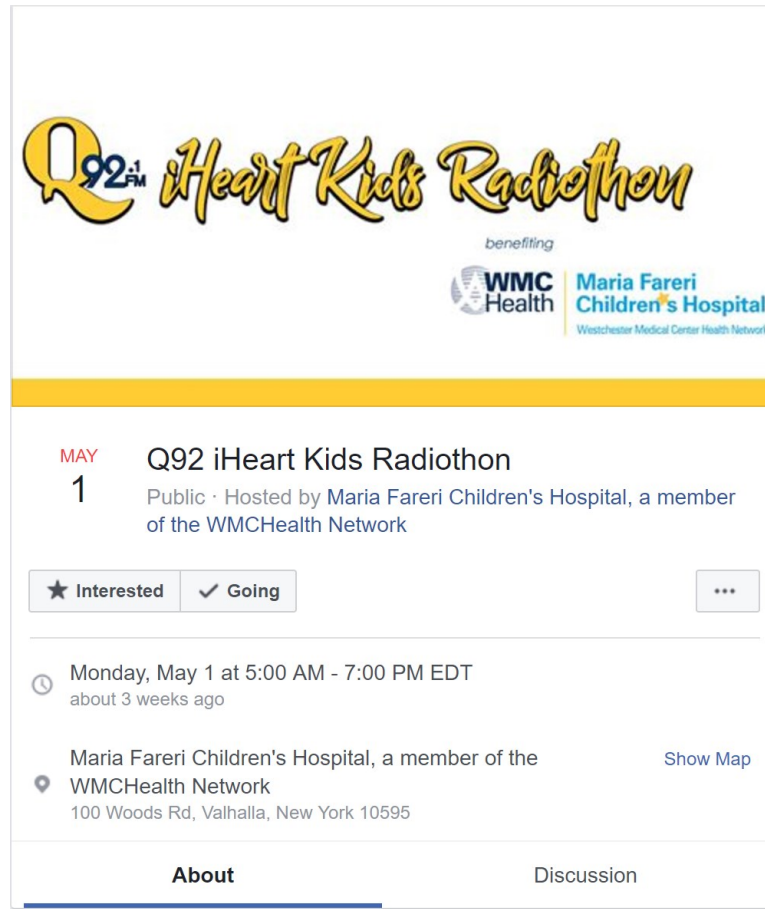 Q92.1 FM iHeart Kids Radiothon
benefiting
WMC Health
Maria Fareri
Children's Hospital
Westchester Medical Center Health Network
MAY
1
Q92 iHeart Kids Radiothon
Public · Hosted by Maria Fareri Children's Hospital, a member
of the WMCHealth Network
Interested
Going
...
Monday, May 1 at 5:00 AM - 7:00 PM EDT
about 3 weeks ago
Maria Fareri Children's Hospital, a member of the
WMCHealth Network
Show Map
100 Woods Rd, Valhalla, New York 10595
About
Discussion